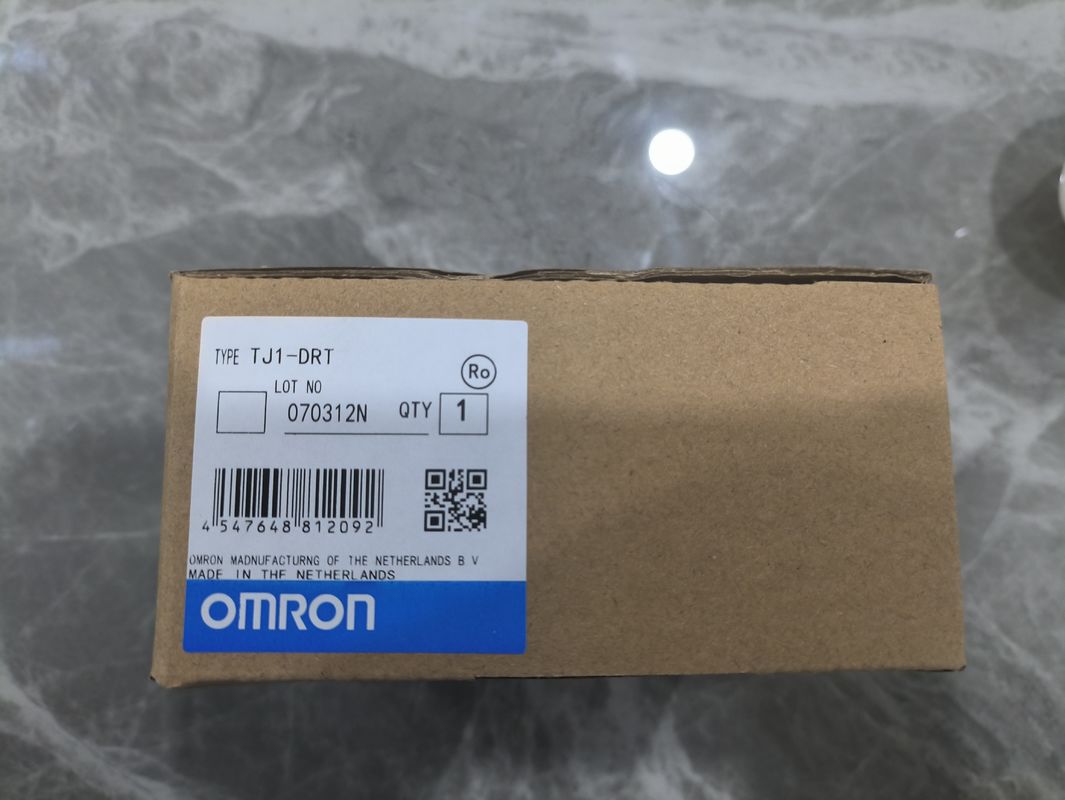 TYPE TJ1-DRT
Ro
LOT NO
070312N QTY 1
4 547648 812092
OMRON MADNUFACTURNG OF THE NETHERLANDS B V
MADE IN THE NETHERLANDS
OMRON